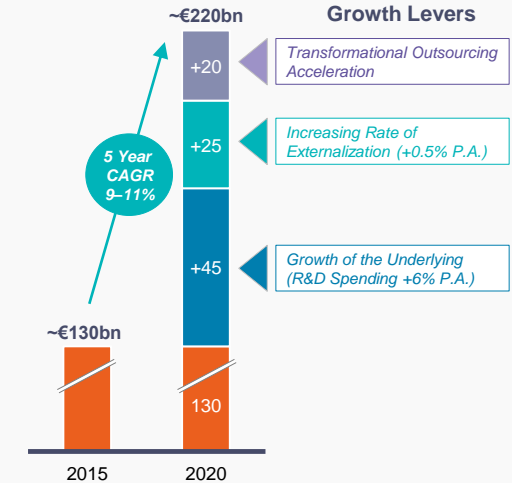 ~€220bn
Growth Levers
+20
Transformational Outsourcing
Acceleration
+25
Increasing Rate of
Externalization (+0.5% P.A.)
5 Year
CAGR
9–11%
+45
Growth of the Underlying
(R&D Spending +6% P.A.)
~€130bn
130
2015
2020